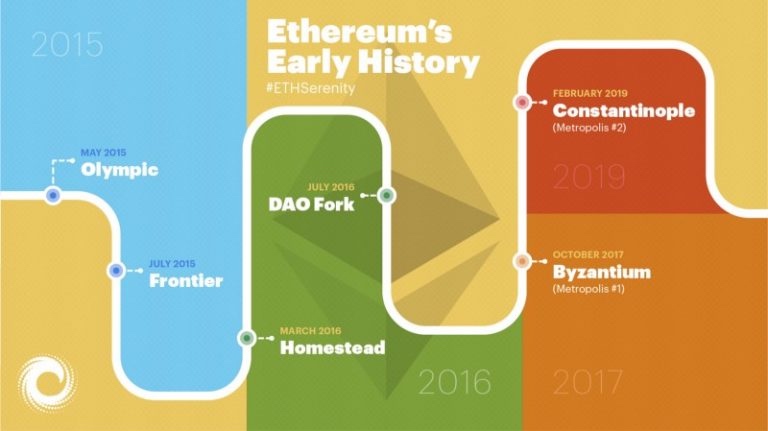 2015
Ethereum's
Early History
#ETHSerenity
MAY 2015
Olympic
JULY 2015
Frontier
MARCH 2016
Homestead
JULY 2016
DAO Fork
2016
FEBRUARY 2019
Constantinople
(Metropolis #2)
2019
OCTOBER 2017
Byzantium
(Metropolis #1)
2017